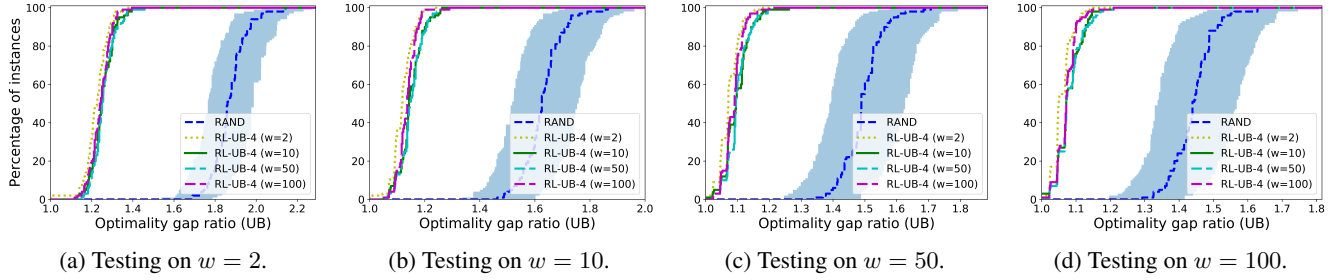 Percentage of instances
100
80
60
40
20
0
RAND
RL-UB-4 (w=2)
RL-UB-4 (w=10)
RL-UB-4 (w=50)
RL-UB-4 (w=100)
1.0 1.2 1.4 1.6 1.8 2.0 2.2
Optimality gap ratio (UB)
(a) Testing on w = 2.
100
80
60
40
20
0
RAND
RL-UB-4 (w=2)
RL-UB-4 (w=10)
RL-UB-4 (w=50)
RL-UB-4 (w=100)
1.0 1.2 1.4 1.6 1.8 2.0
Optimality gap ratio (UB)
(b) Testing on w = 10.
100
80
60
40
20
0
RAND
RL-UB-4 (w=2)
RL-UB-4 (w=10)
RL-UB-4 (w=50)
RL-UB-4 (w=100)
1.0 1.1 1.2 1.3 1.4 1.5 1.6 1.7 1.8
Optimality gap ratio (UB)
(c) Testing on w = 50.
100
80
60
40
20
0
RAND
RL-UB-4 (w=2)
RL-UB-4 (w=10)
RL-UB-4 (w=50)
RL-UB-4 (w=100)
1.0 1.1 1.2 1.3 1.4 1.5 1.6 1.7 1.8
Optimality gap ratio (UB)
(d) Testing on w = 100.